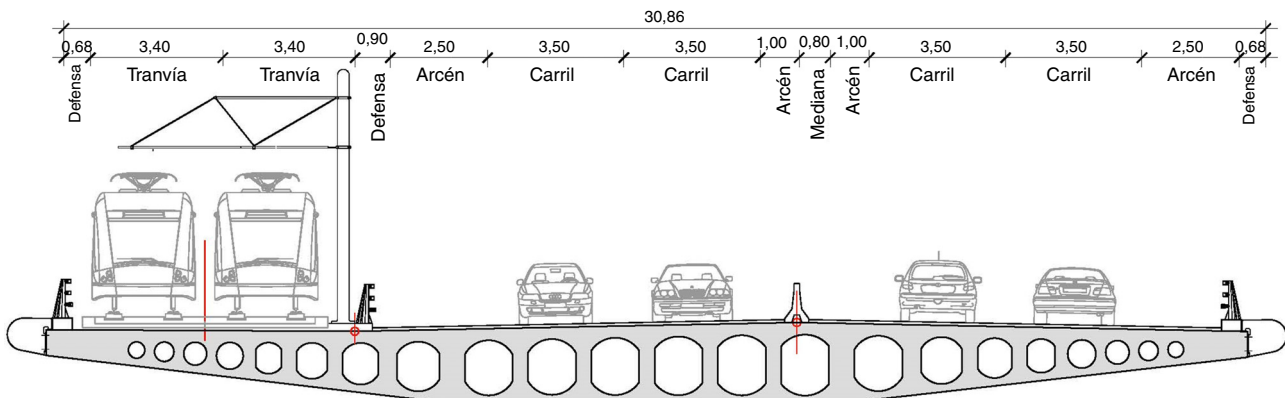 30,86
0,68 3,40 3,40 0,90 2,50 3,50 3,50 1,00 0,80 1,00 3,50 3,50 2,50 0,68
Defensa Tranvía Tranvía Defensa Arcén Carril Carril Arcén Mediana Arcén Carril Carril Arcén Defensa